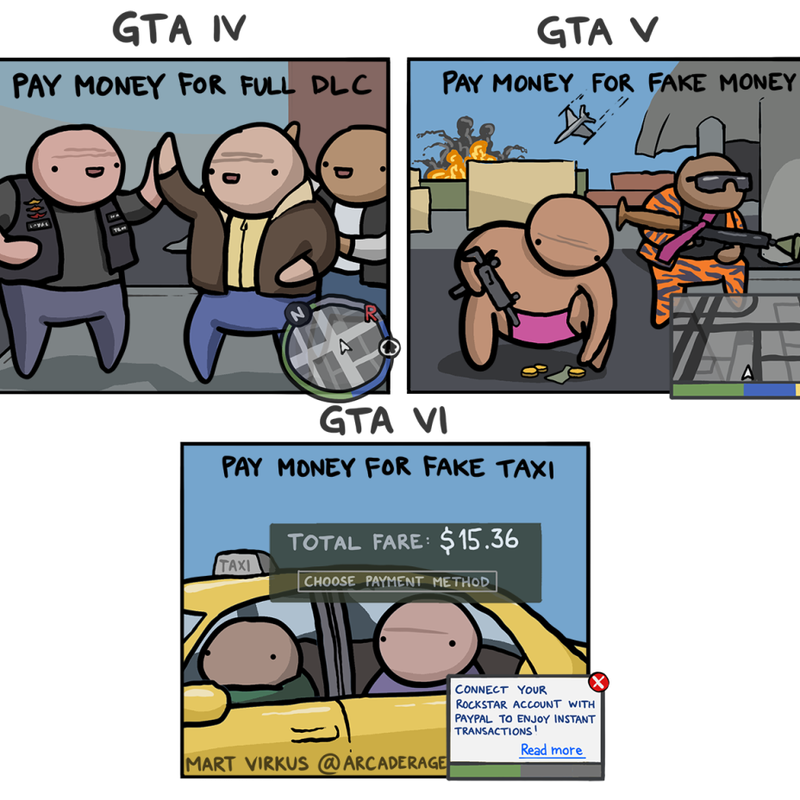 GTA IV
PAY MONEY FOR FULL DLC
N
R
GTA V
PAY MONEY FOR FAKE MONEY
GTA VI
PAY MONEY FOR FAKE TAXI
TOTAL FARE: $15.36
CHOOSE PAYMENT METHOD
TAXI
CONNECT YOUR
ROCKSTAR ACCOUNT WITH
PAYPAL TO ENJOY INSTANT
TRANSACTIONS!
Read more
MART VIRKUS @ARCADERAGE